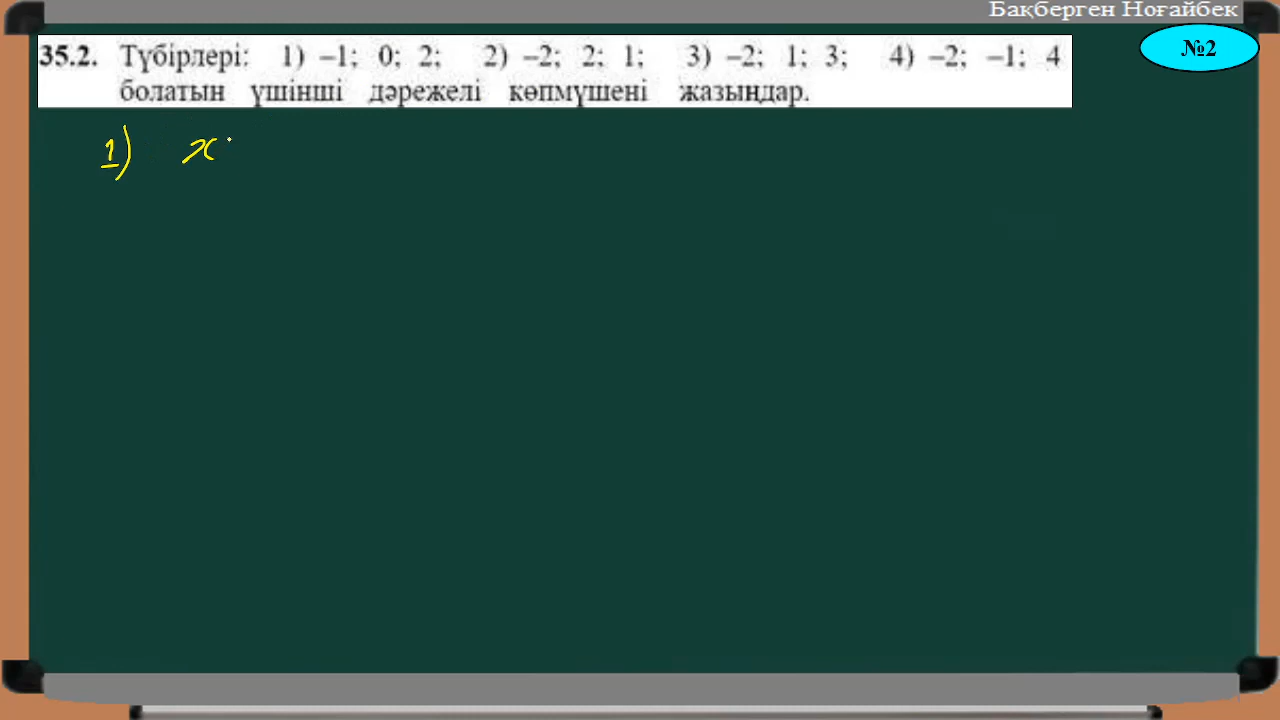 Бақберген Ноғайбек
№2
35.2. Түбірлері: 1) –1; 0; 2; 2) –2; 2; 1; 3) –2; 1; 3; 4) –2; –1; 4
болатын үшінші дәрежелі көпмүшені жазыңдар.
1) x